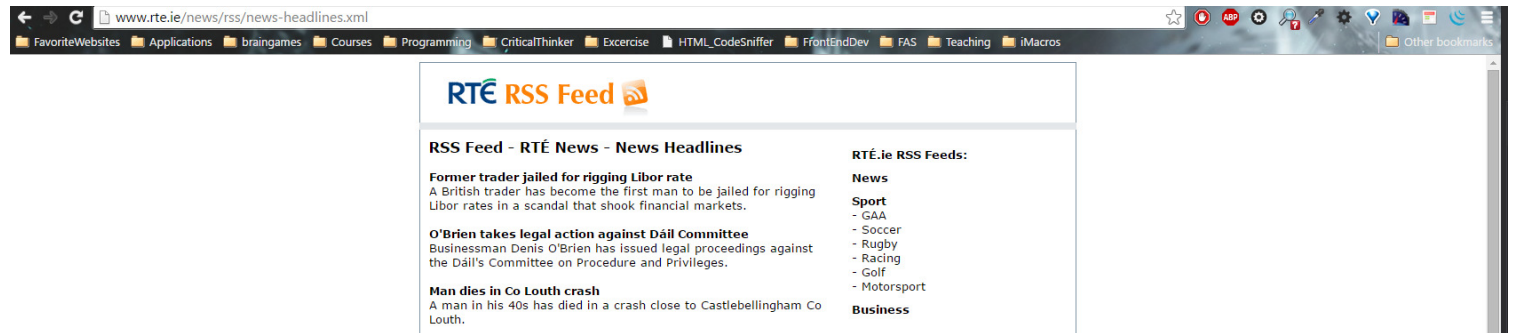 www.rte.ie/news/rss/news-headlines.xml
ABP
FavoriteWebsites Applications braingames Courses Programming CriticalThinker Excercise HTML_CodeSniffer FfontEndDev FAS Teaching iMacros Other bookmarks
RTÉ RSS Feed
RSS Feed - RTÉ News - News Headlines
Former trader jailed for rigging Libor rate
A British trader has become the first man to be jailed for rigging
Libor rates in a scandal that shook financial markets.
O'Brien takes legal action against Dáil Committee
Businessman Denis O'Brien has issued legal proceedings against
the Dáil's Committee on Procedure and Privileges.
Man dies in Co Louth crash
A man in his 40s has died in a crash close to Castlebellingham Co
Louth.
RTÉ.ie RSS Feeds:
News
Sport
- GAA
- Soccer
- Rugby
- Racing
- Golf
- Motorsport
Business